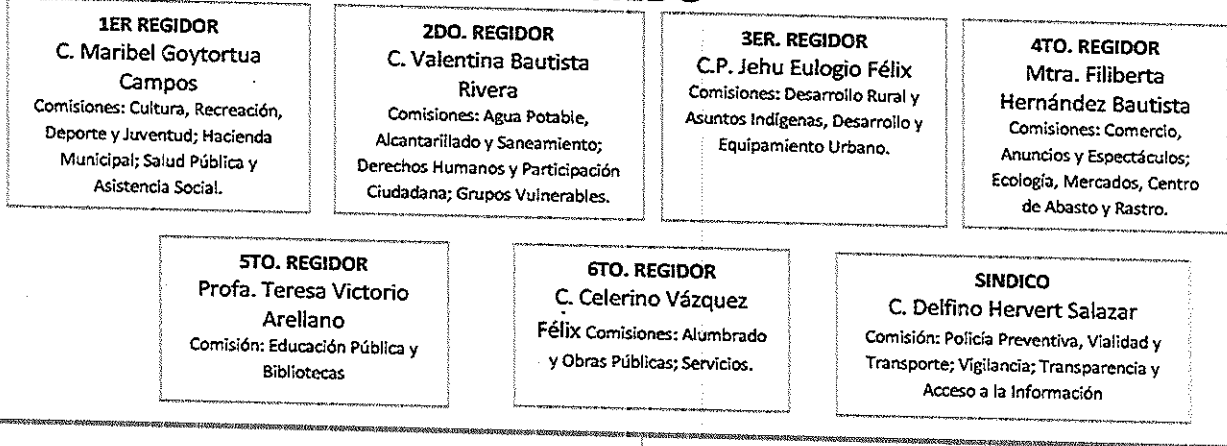 1ER REGIDOR
C. Maribel Goytortua
Campos
Comisiones: Cultura, Recreación,
Deporte y Juventud; Hacienda
Municipal; Salud Pública y
Asistencia Social.
2DO. REGIDOR
C. Valentina Bautista
Rivera
Comisiones: Agua Potable,
Alcantarillado y Saneamiento;
Derechos Humanos y Participación
Ciudadana; Grupos Vulnerables.
3ER. REGIDOR
C.P. Jehu Eulogio Félix
Comisiones: Desarrollo Rural y
Asuntos Indígenas, Desarrollo y
Equipamiento Urbano.
4TO. REGIDOR
Mtra. Filiberta
Hernández Bautista
Comisiones: Comercio,
Anuncios y Espectáculos;
Ecología, Mercados, Centro
de Abasto y Rastro.
5TO. REGIDOR
Profa. Teresa Victorio
Arellano
Comisión: Educación Pública y
Bibliotecas
6TO. REGIDOR
C. Celerino Vázquez
Félix Comisiones: Alumbrado
y Obras Públicas; Servicios.
SINDICO
C. Delfino Hervert Salazar
Comisión: Policía Preventiva, Vialidad y
Transporte; Vigilancia; Transparencia y
Acceso a la Información